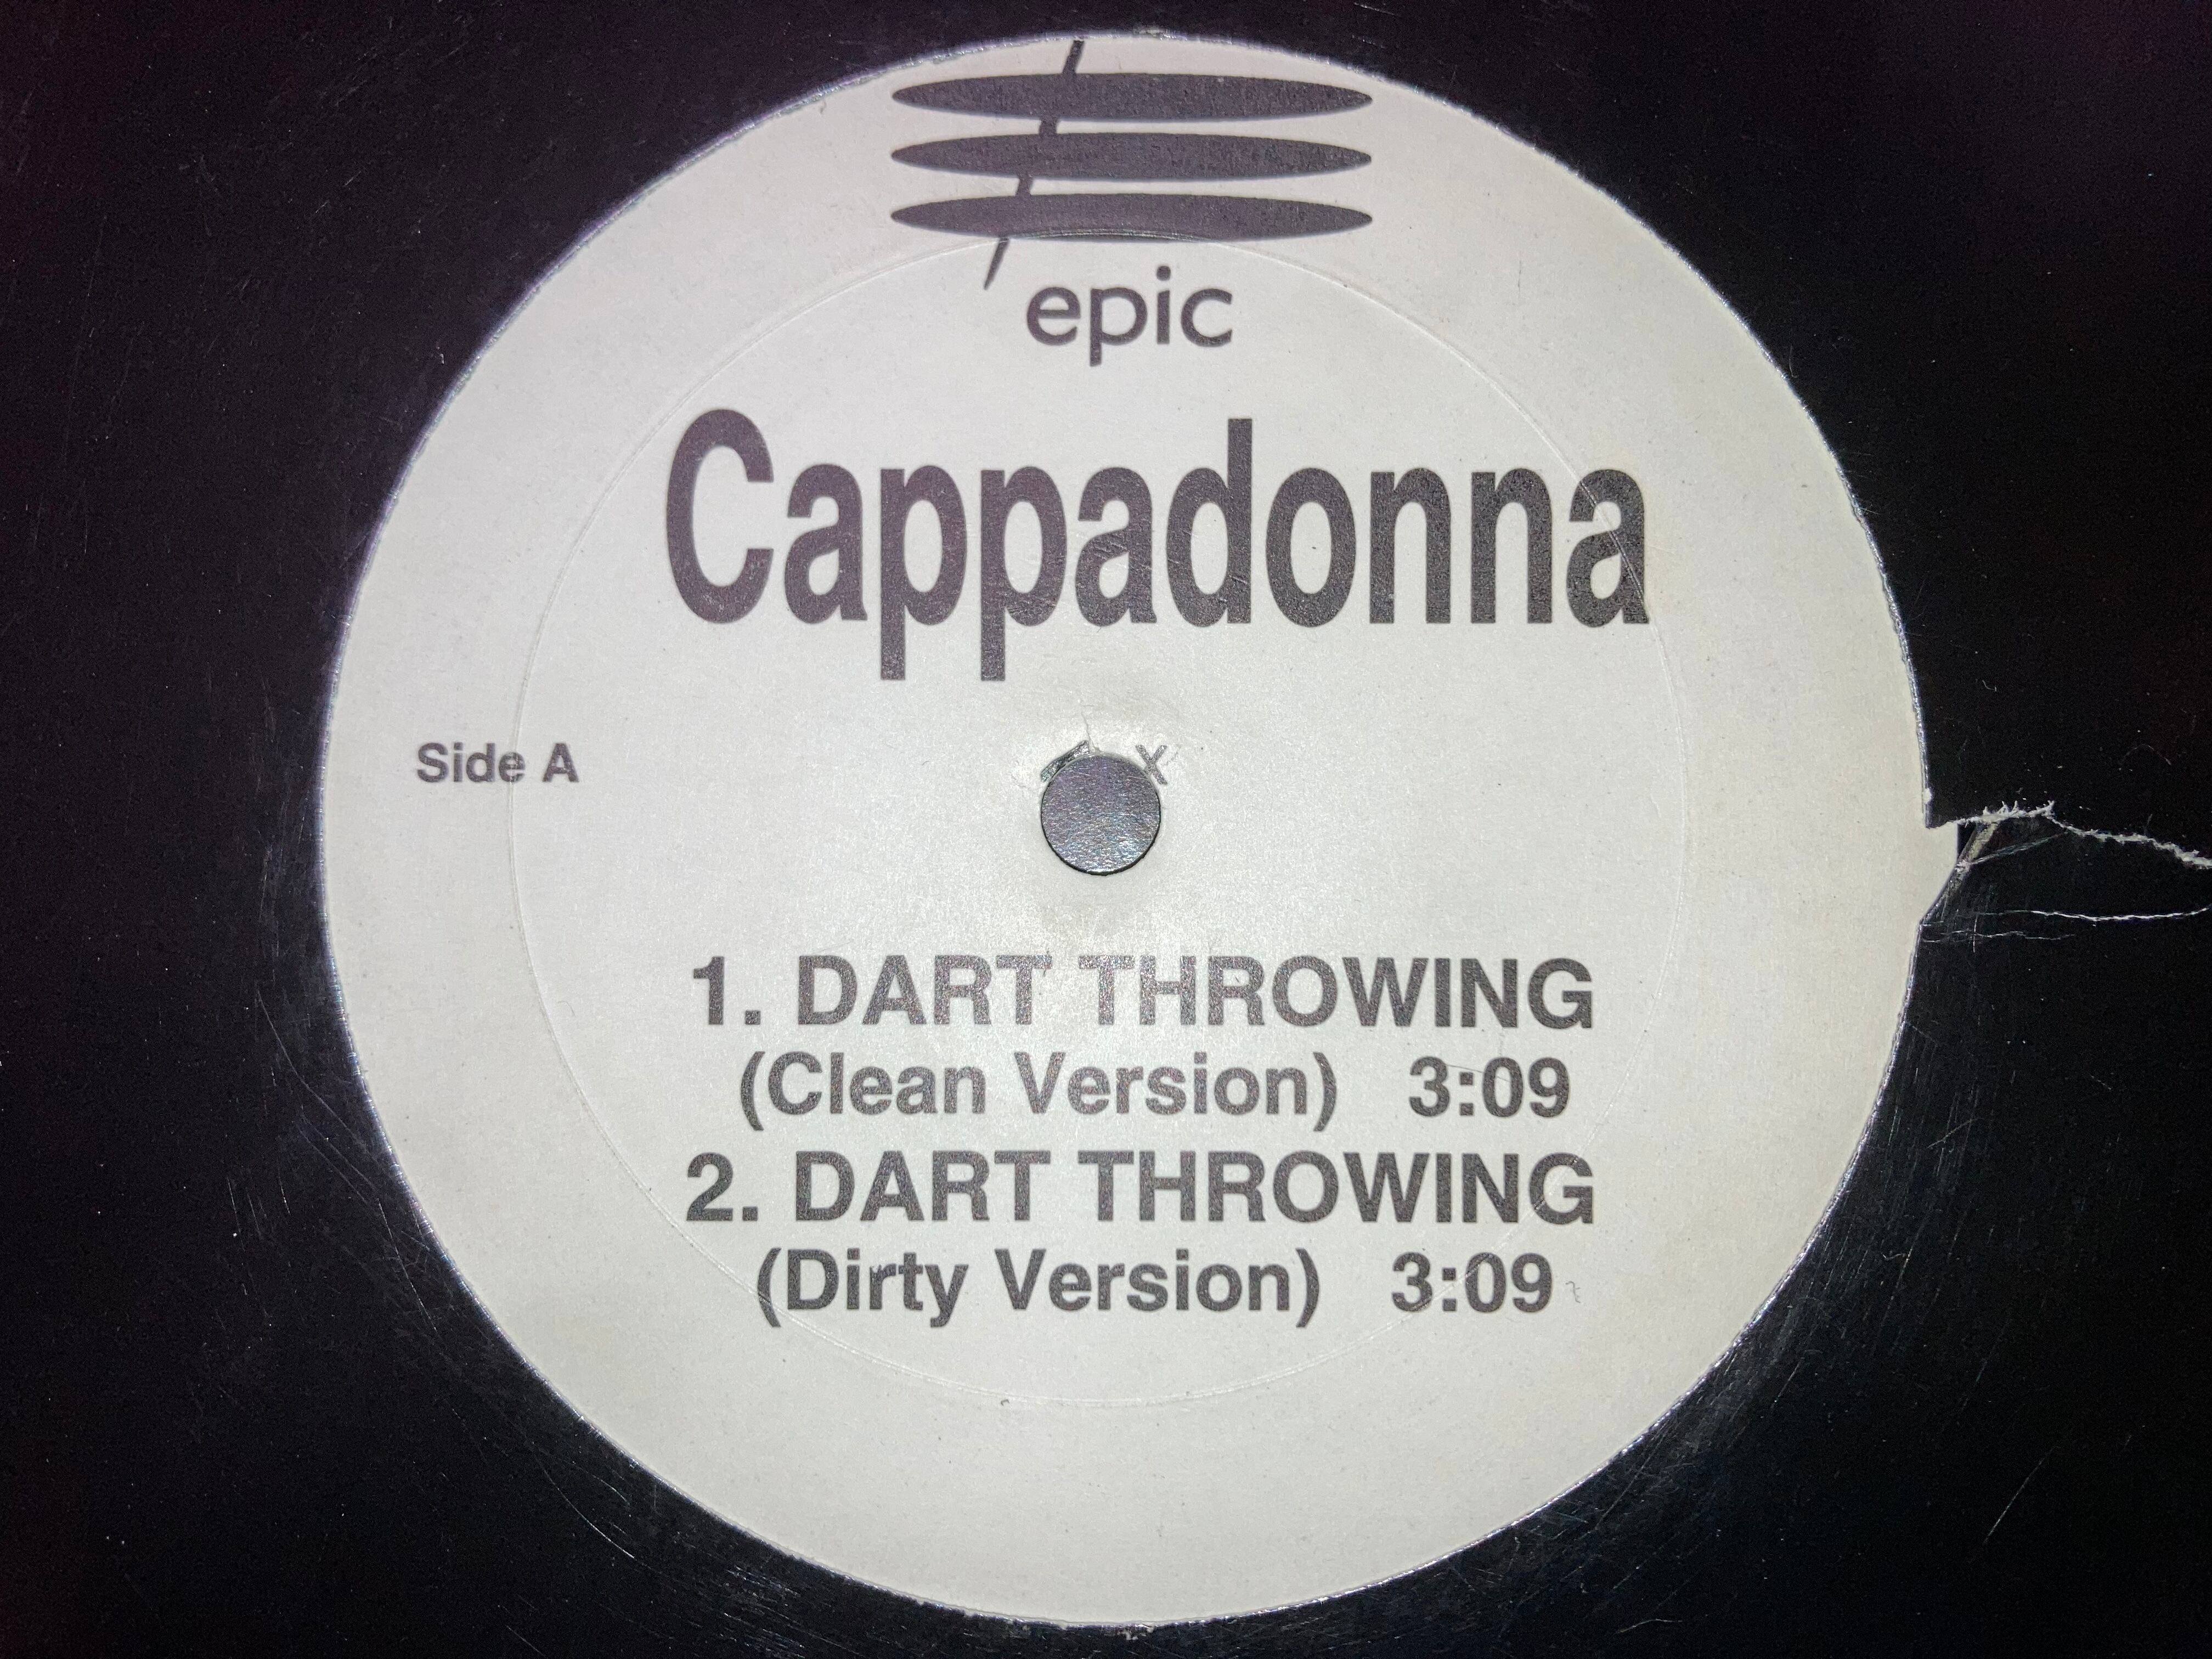 epic
Cappadonna
Side A
x
1. DART THROWING
(Clean Version) 3:09
2. DART THROWING
(Dirty Version) 3:09